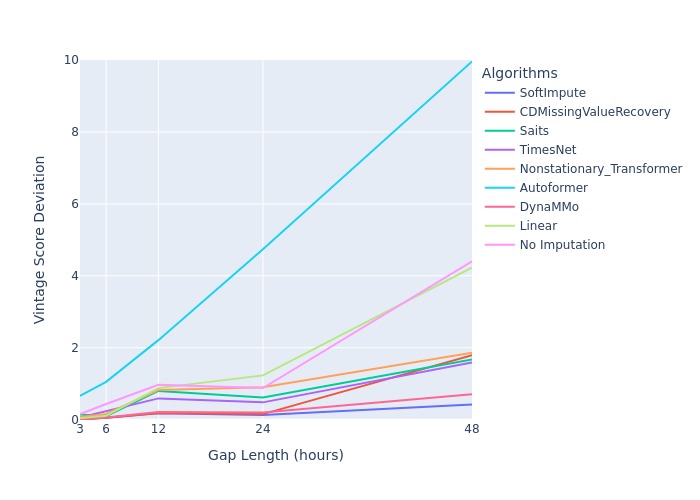 10
8
6
4
2
0
Vintage Score Deviation
3 6 12 24 48
Gap Length (hours)
Algorithms
SoftImpute
CDMissingValueRecovery
Saits
TimesNet
Nonstationary_Transformer
Autoformer
DynaMMo
Linear
No Imputation